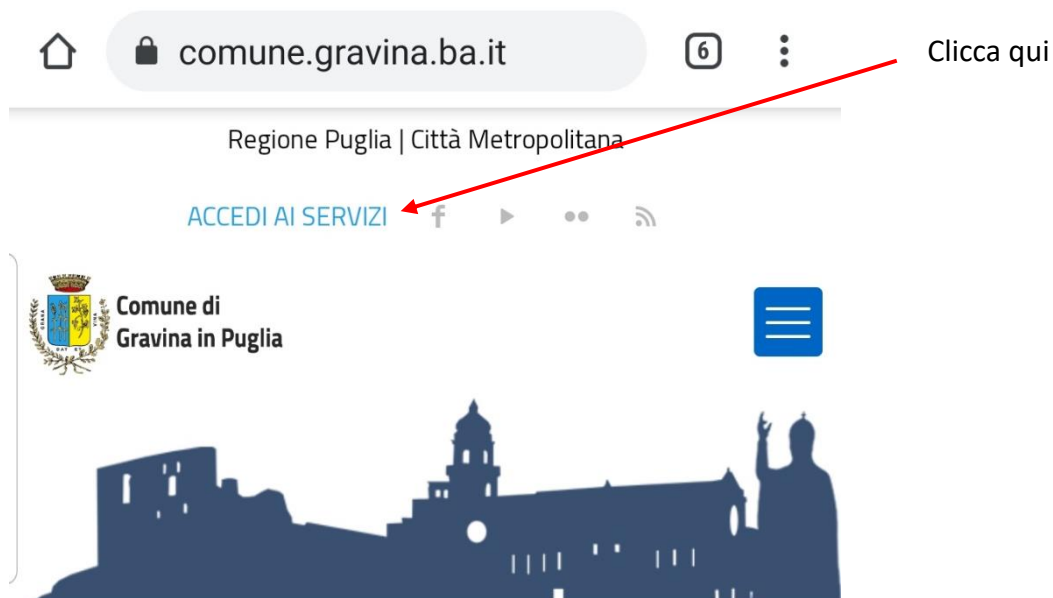 comune.gravina.ba.it
6
Clicca qui
Regione Puglia | Città Metropolitana
ACCEDI AI SERVIZI
Comune di
Gravina in Puglia